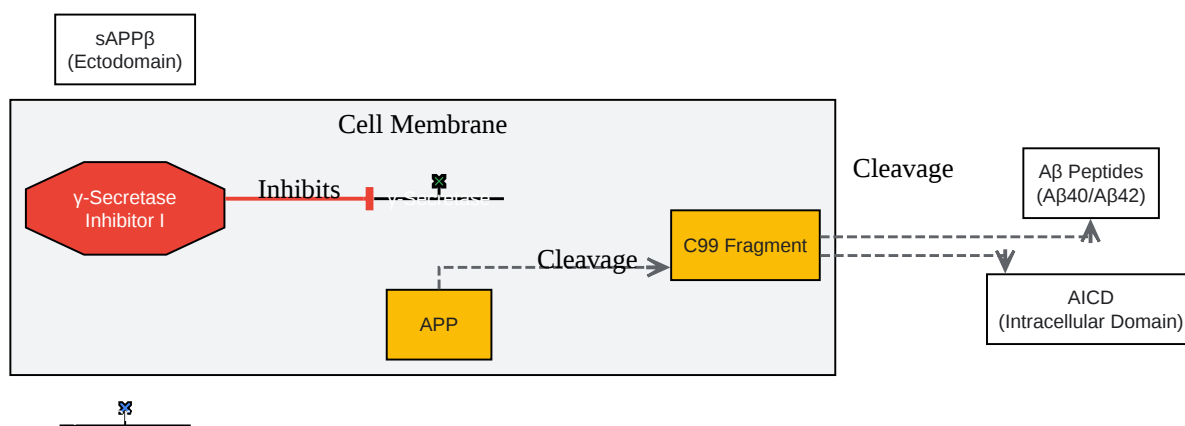 sAPPβ
(Ectodomain)
Cell Membrane
γ-Secretase
Inhibitor I
Inhibits
γ-Secretase
Cleavage
Aβ Peptides
(Aβ40/Aβ42)
C99 Fragment
Cleavage
APP
AICD
(Intracellular Domain)